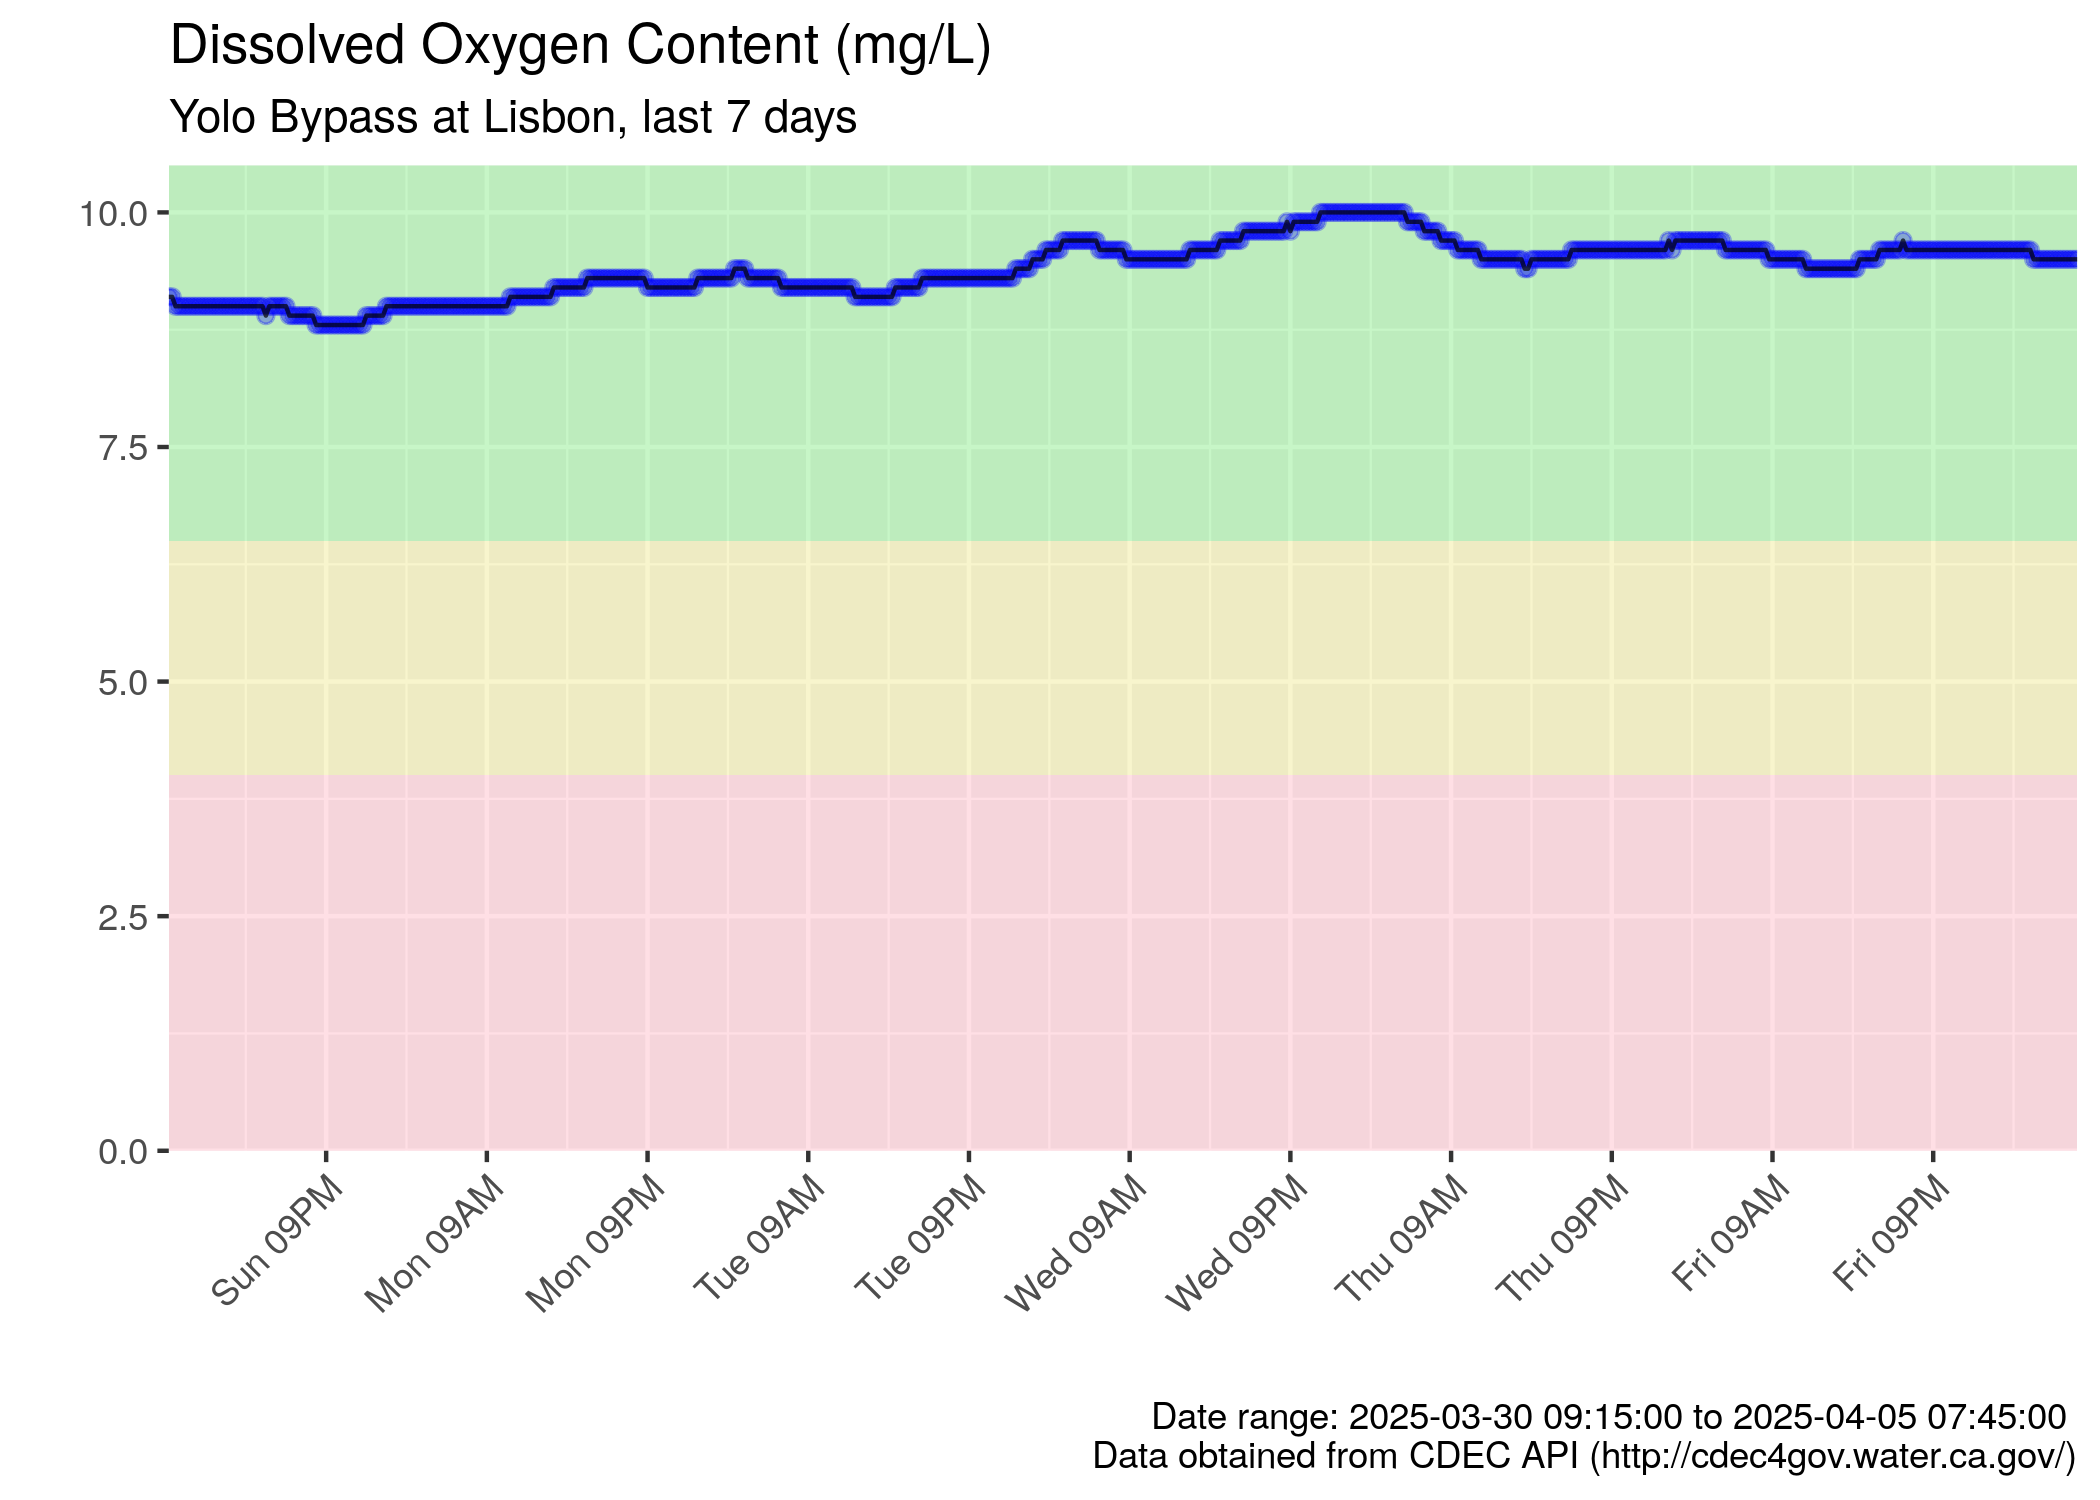 Dissolved Oxygen Content (mg/L)
Yolo Bypass at Lisbon, last 7 days
10.0
7.5
5.0
2.5
0.0
Sun 09PM
Mon 09AM
Mon 09PM
Tue 09AM
Tue 09PM
Wed 09AM
Wed 09PM
Thu 09AM
Thu 09PM
Fri 09AM
Fri 09PM
Date range: 2025-03-30 09:15:00 to 2025-04-05 07:45:00
Data obtained from CDEC API (http://cdec4gov.water.ca.gov/)